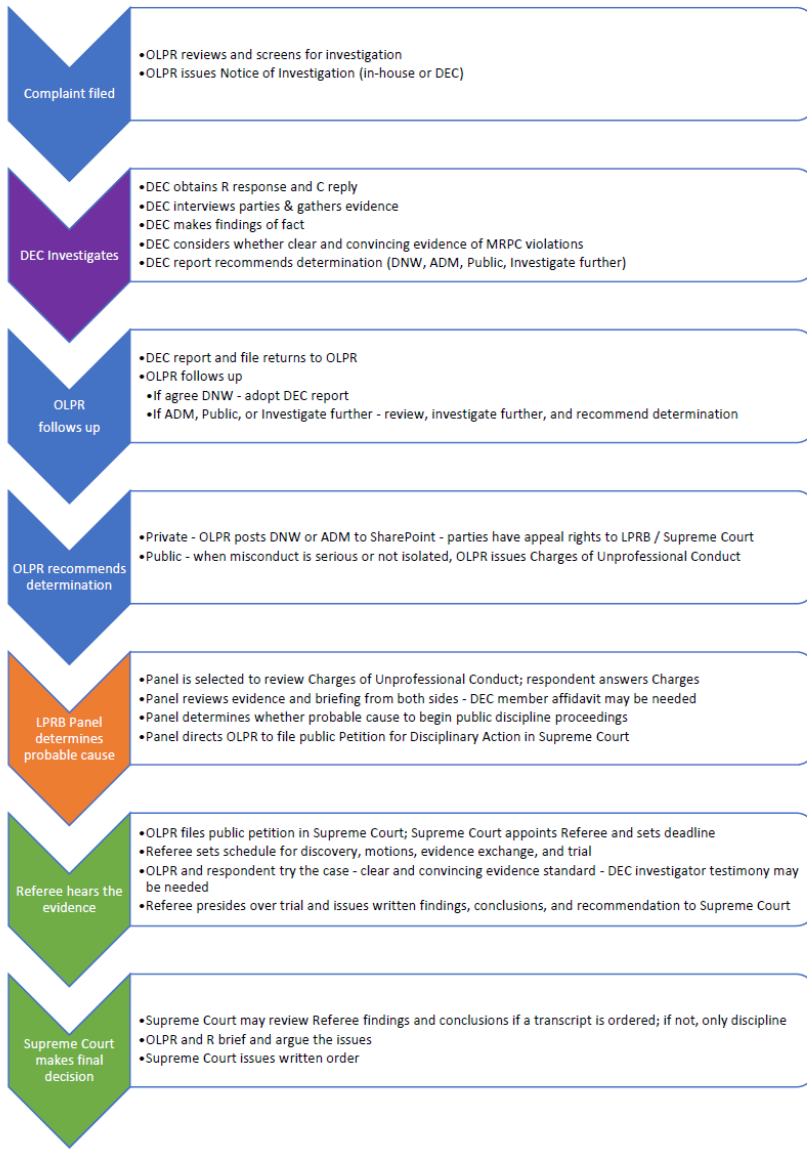 Complaint filed
•OLPR reviews and screens for investigation
•OLPR issues Notice of Investigation (in-house or DEC)
DEC Investigates
•DEC obtains R response and C reply
•DEC interviews parties & gathers evidence
•DEC makes findings of fact
•DEC considers whether clear and convincing evidence of MRPC violations
•DEC report recommends determination (DNW, ADM, Public, Investigate further)
OLPR
follows up
•DEC report and file returns to OLPR
•OLPR follows up
•If agree DNW - adopt DEC report
•If ADM, Public, or Investigate further - review, investigate further, and recommend determination
OLPR recommends
determination
•Private - OLPR posts DNW or ADM to SharePoint - parties have appeal rights to LPRB / Supreme Court
•Public - when misconduct is serious or not isolated, OLPR issues Charges of Unprofessional Conduct
LPRB Panel
determines
probable cause
•Panel is selected to review Charges of Unprofessional Conduct; respondent answers Charges
•Panel reviews evidence and briefing from both sides - DEC member affidavit may be needed
•Panel determines whether probable cause to begin public discipline proceedings
•Panel directs OLPR to file public Petition for Disciplinary Action in Supreme Court
Referee hears the
evidence
•OLPR files public petition in Supreme Court; Supreme Court appoints Referee and sets deadline
•Referee sets schedule for discovery, motions, evidence exchange, and trial
•OLPR and respondent try the case - clear and convincing evidence standard - DEC investigator testimony may
be needed
•Referee presides over trial and issues written findings, conclusions, and recommendation to Supreme Court
Supreme Court
makes final
decision
•Supreme Court may review Referee findings and conclusions if a transcript is ordered; if not, only discipline
•OLPR and R brief and argue the issues
•Supreme Court issues written order